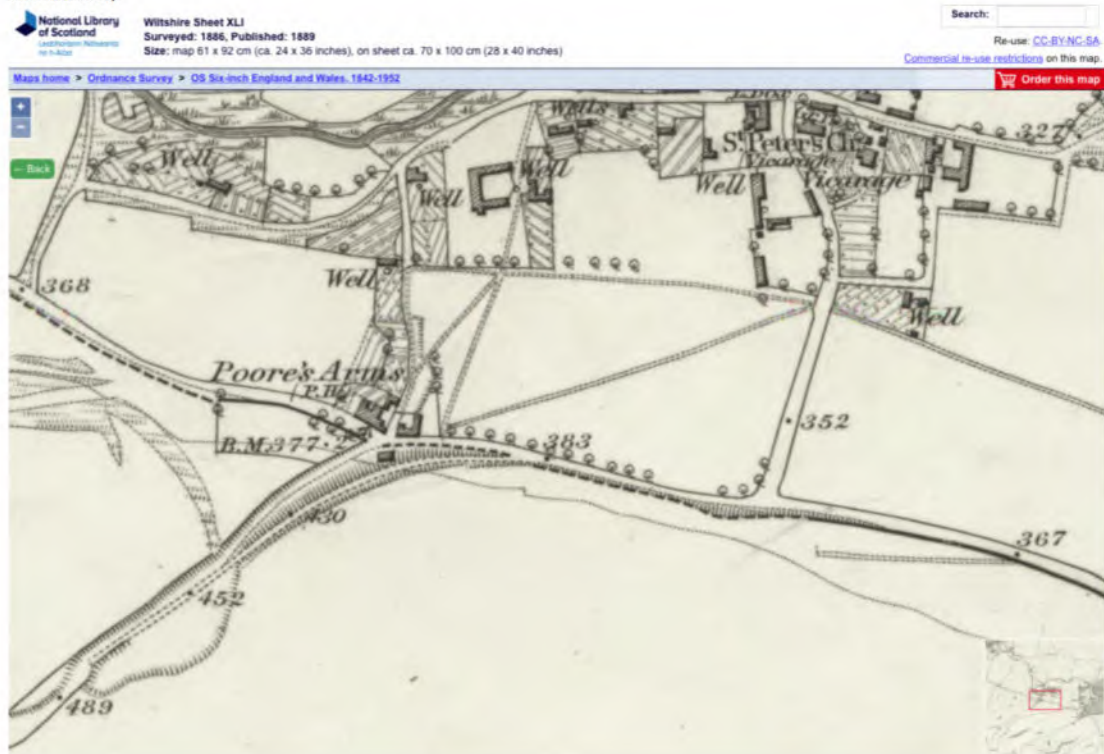 National Library
of Scotland
Leabharlann Nàiseanta
na h-Alba
Wiltshire Sheet XLI
Surveyed: 1886, Published: 1889
Size: map 61 x 92 cm (ca. 24 x 36 inches), on sheet ca. 70 x 100 cm (28 x 40 inches)
Search:
Re-use: CC-BY-NC-SA.
Commercial re-use restrictions on this map.
Maps home > Ordnance Survey > OS Six-inch England and Wales, 1842-1952
Order this map
+
−
← Back
Wells
327
St. Peter's Ch.
Vicarage
Well
Well
Well
Well
Vicarage
Well
368
Well
Poore's Arms
P.H.
352
B.M. 377·2
383
430
367
452
489